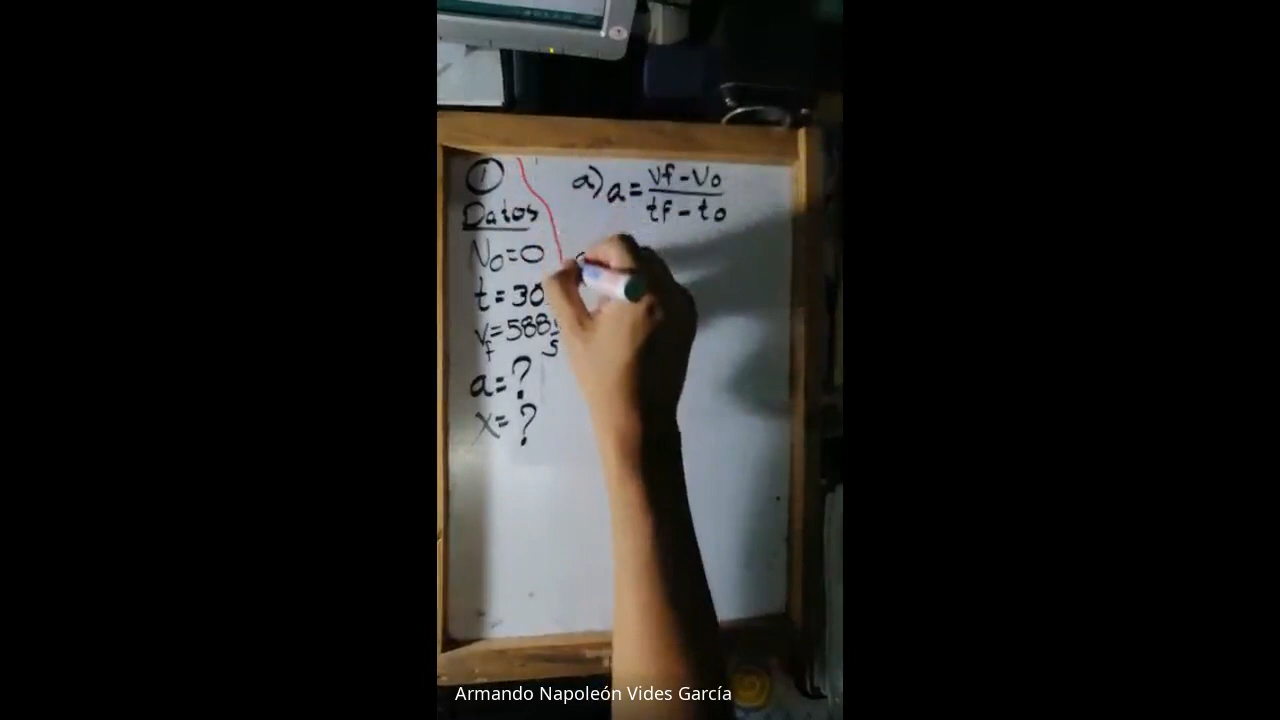 1
Datos
Vo=0
t=30
Vf=588
S
a=?
x=?
a) a = Vf-Vo
tf-to
Armando Napoleón Vides García